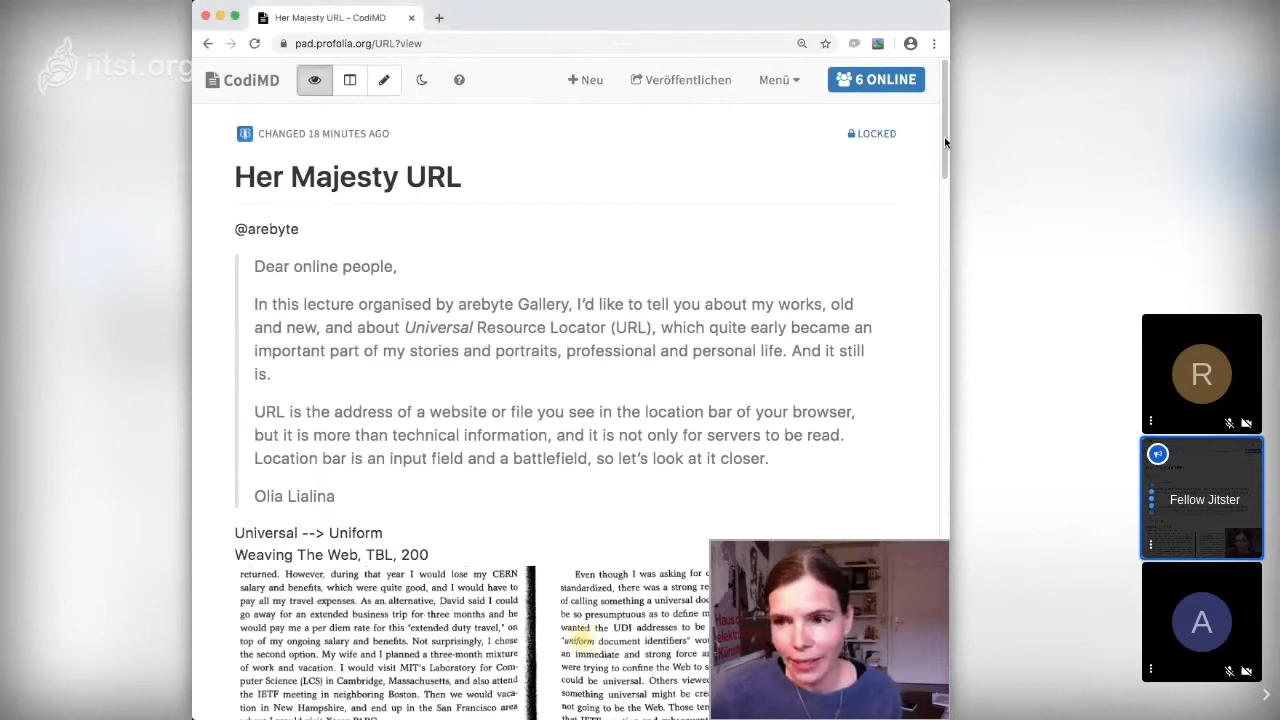 jitsi.org
Her Majesty URL - CodiMD
pad.profolia.org/URL?view
CodiMD
Neu
Veröffentlichen
Menü
6 ONLINE
CHANGED 18 MINUTES AGO
LOCKED
Her Majesty URL
@arebyte
Dear online people,
In this lecture organised by arebyte Gallery, I’d like to tell you about my works, old
and new, and about Universal Resource Locator (URL), which quite early became an
important part of my stories and portraits, professional and personal life. And it still
is.
URL is the address of a website or file you see in the location bar of your browser,
but it is more than technical information, and it is not only for servers to be read.
Location bar is an input field and a battlefield, so let’s look at it closer.
Olia Lialina
Universal --> Uniform
Weaving The Web, TBL, 200
returned. However, during that year I would lose my CERN
salary and benefits, which were quite good, and I would have to
pay all my travel expenses. As an alternative, David said I could
go away for an extended business trip for three months and he
would pay me a per diem rate for this "extended duty travel," on
top of my ongoing salary and benefits. Not surprisingly, I chose
the second option. My wife and I planned a three-month mixture
of work and vacation. I would visit MIT's Laboratory for Com-
puter Science (LCS) in Cambridge, Massachusetts, and also attend
the IETF meeting in neighboring Boston. Then we would vaca-
tion in New Hampshire, and end up in the San Francisco area
Even though I was asking for
standardized, there was a strong
of calling something a universal
be so presumptuous as to define
wanted the UDI addresses to be
"uniform document identifiers"
an immediate and strong force
were trying to confine the Web to
could be universal. Others viewed
something universal might be
not going to be the Web. Those
R
Fellow Jitster
A